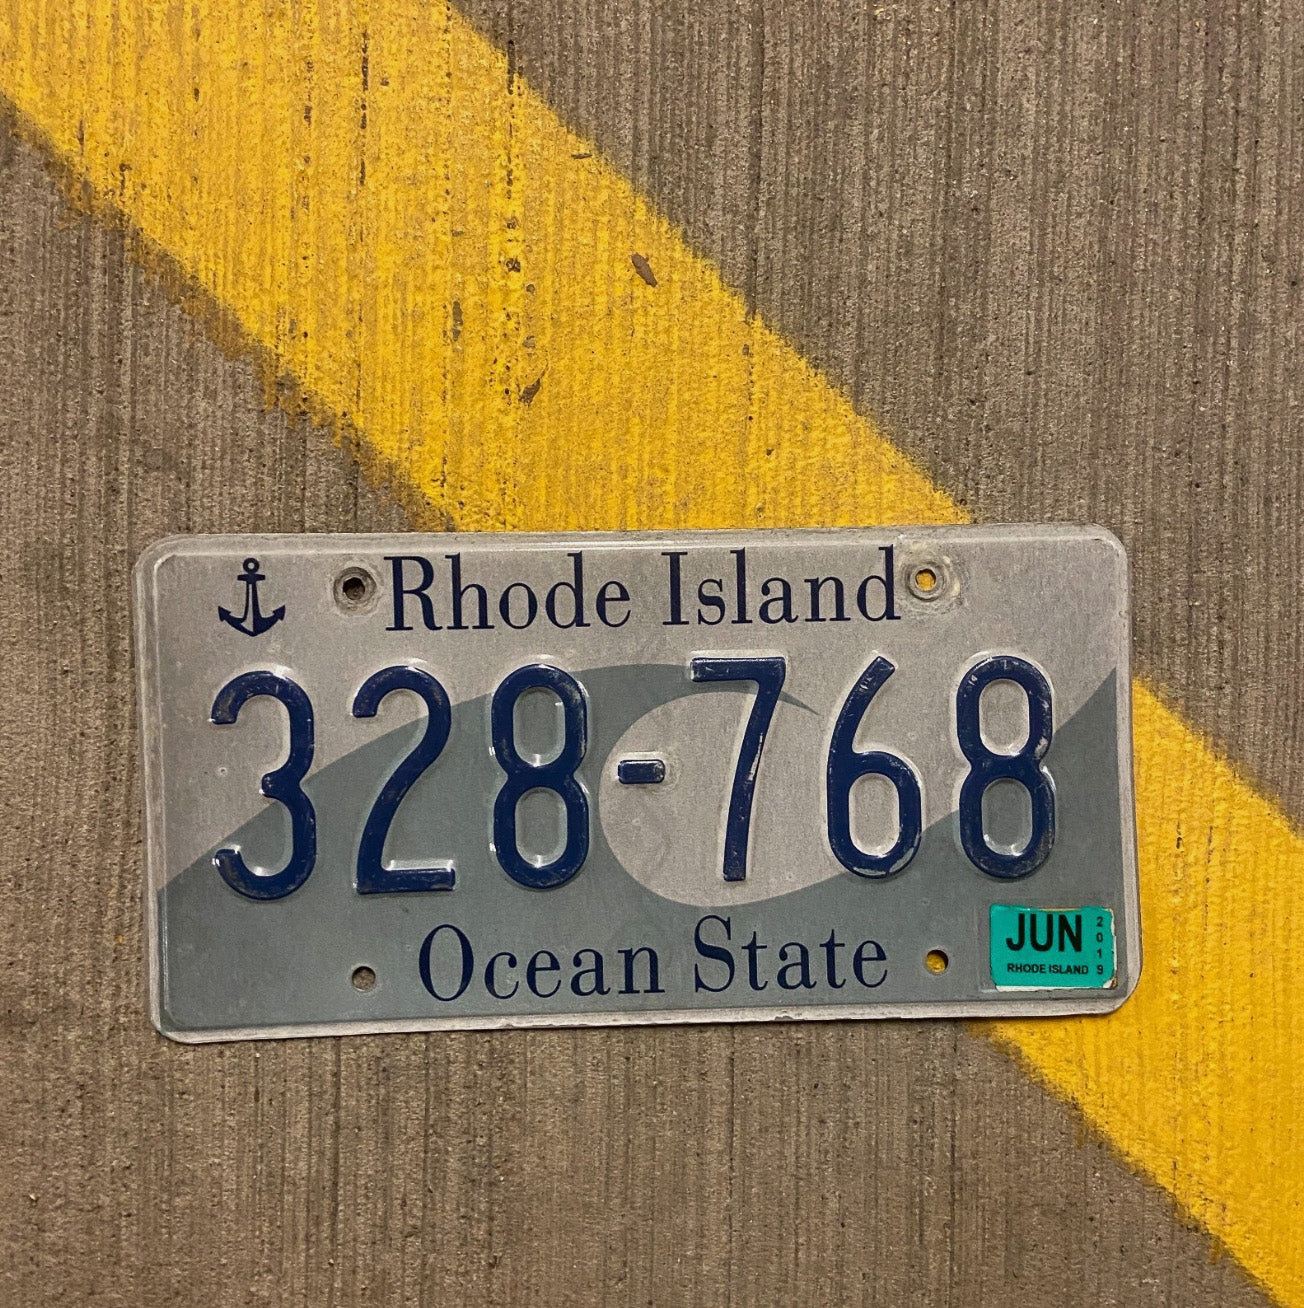 Rhode Island
328-768
Ocean State
JUN 2019
RHODE ISLAND